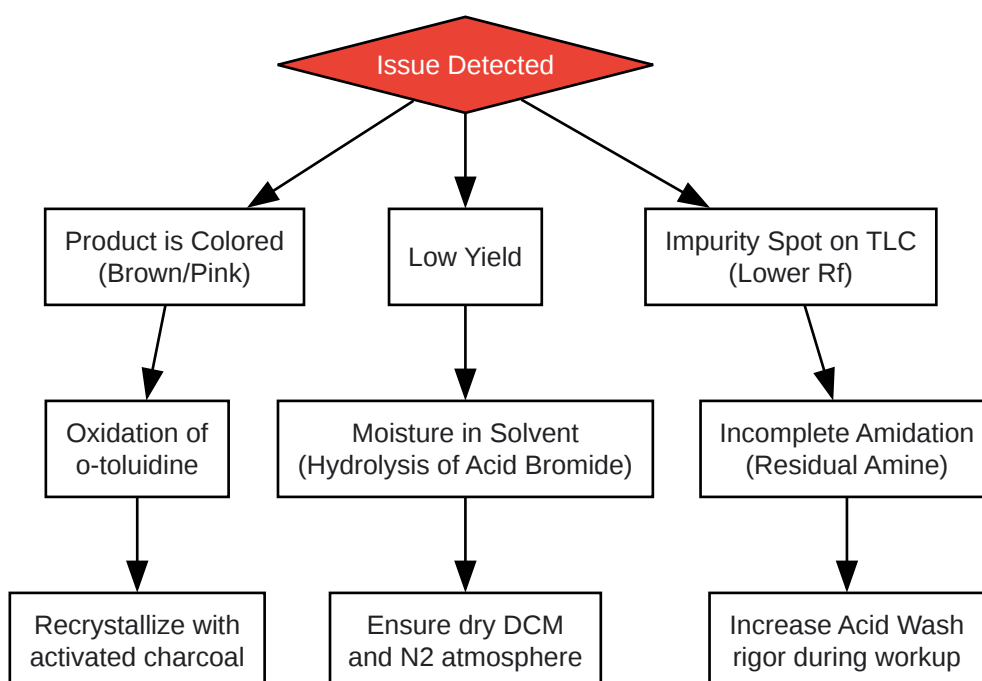 Issue Detected
Product is Colored
(Brown/Pink)
Low Yield
Impurity Spot on TLC
(Lower Rf)
Oxidation of
o-toluidine
Moisture in Solvent
(Hydrolysis of Acid Bromide)
Incomplete Amidation
(Residual Amine)
Recrystallize with
activated charcoal
Ensure dry DCM
and N2 atmosphere
Increase Acid Wash
rigor during workup